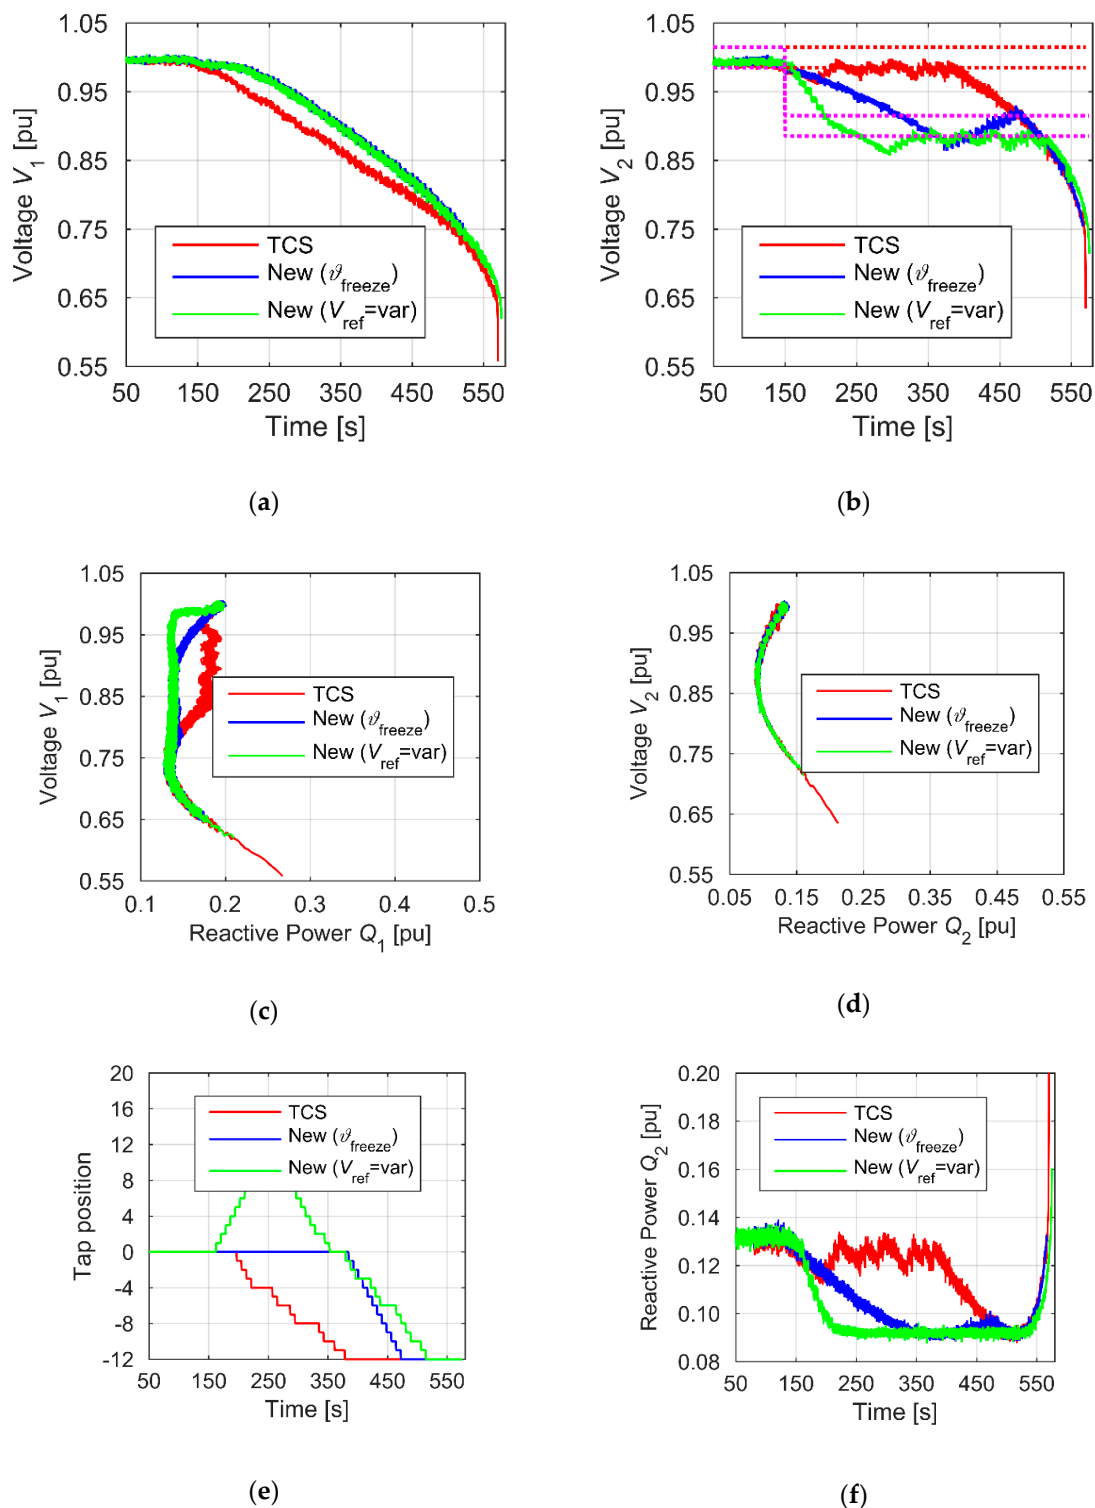 1.05
0.95
0.85
0.75
0.65
0.55
Voltage V1 [pu]
TCS
New (ϑfreeze)
New (Vref=var)
50 150 250 350 450 550
Time [s]
(a)
1.05
0.95
0.85
0.75
0.65
0.55
Voltage V2 [pu]
TCS
New (ϑfreeze)
New (Vref=var)
50 150 250 350 450 550
Time [s]
(b)
1.05
0.95
0.85
0.75
0.65
0.55
Voltage V1 [pu]
TCS
New (ϑfreeze)
New (Vref=var)
0.1 0.2 0.3 0.4 0.5
Reactive Power Q1 [pu]
(c)
1.05
0.95
0.85
0.75
0.65
0.55
Voltage V2 [pu]
TCS
New (ϑfreeze)
New (Vref=var)
0.05 0.15 0.25 0.35 0.45 0.55
Reactive Power Q2 [pu]
(d)
20
16
12
8
4
0
-4
-8
-12
Tap position
TCS
New (ϑfreeze)
New (Vref=var)
50 150 250 350 450 550
Time [s]
(e)
0.20
0.18
0.16
0.14
0.12
0.10
0.08
Reactive Power Q2 [pu]
TCS
New (ϑfreeze)
New (Vref=var)
50 150 250 350 450 550
Time [s]
(f)